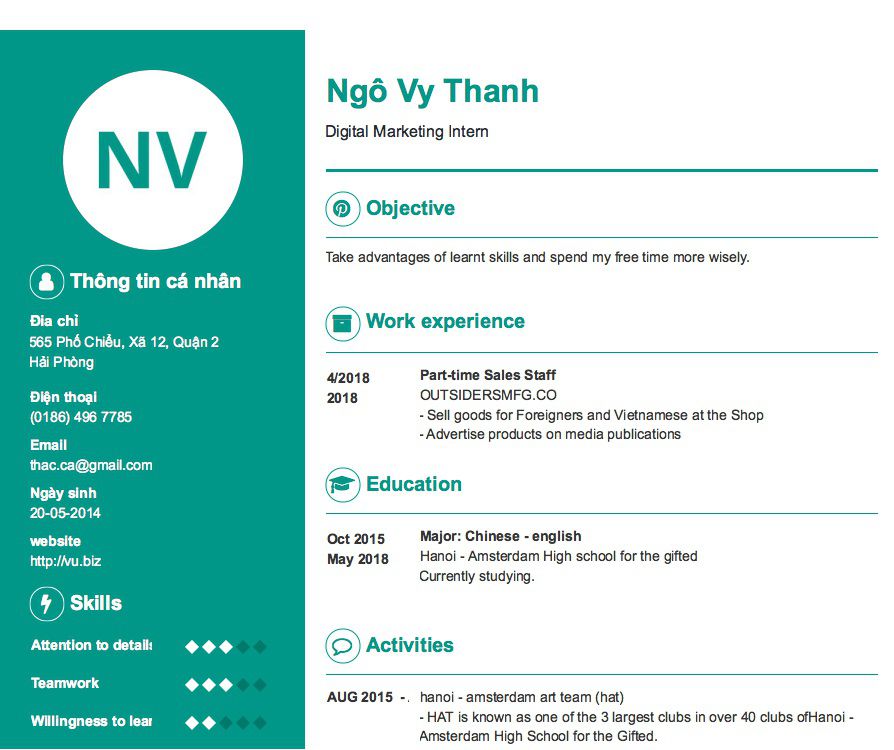 NV
Thông tin cá nhân
Đia chỉ
565 Phố Chiểu, Xã 12, Quận 2
Hải Phòng
Điện thoại
(0186) 496 7785
Email
thac.ca@gmail.com
Ngày sinh
20-05-2014
website
http://vu.biz
Skills
Attention to details
Teamwork
Willingness to lear
Ngô Vy Thanh
Digital Marketing Intern
Objective
Take advantages of learnt skills and spend my free time more wisely.
Work experience
4/2018
2018
Part-time Sales Staff
OUTSIDERSMFG.CO
- Sell goods for Foreigners and Vietnamese at the Shop
- Advertise products on media publications
Education
Oct 2015
May 2018
Major: Chinese - english
Hanoi - Amsterdam High school for the gifted
Currently studying.
Activities
AUG 2015 - .
hanoi - amsterdam art team (hat)
- HAT is known as one of the 3 largest clubs in over 40 clubs ofHanoi -
Amsterdam High School for the Gifted.